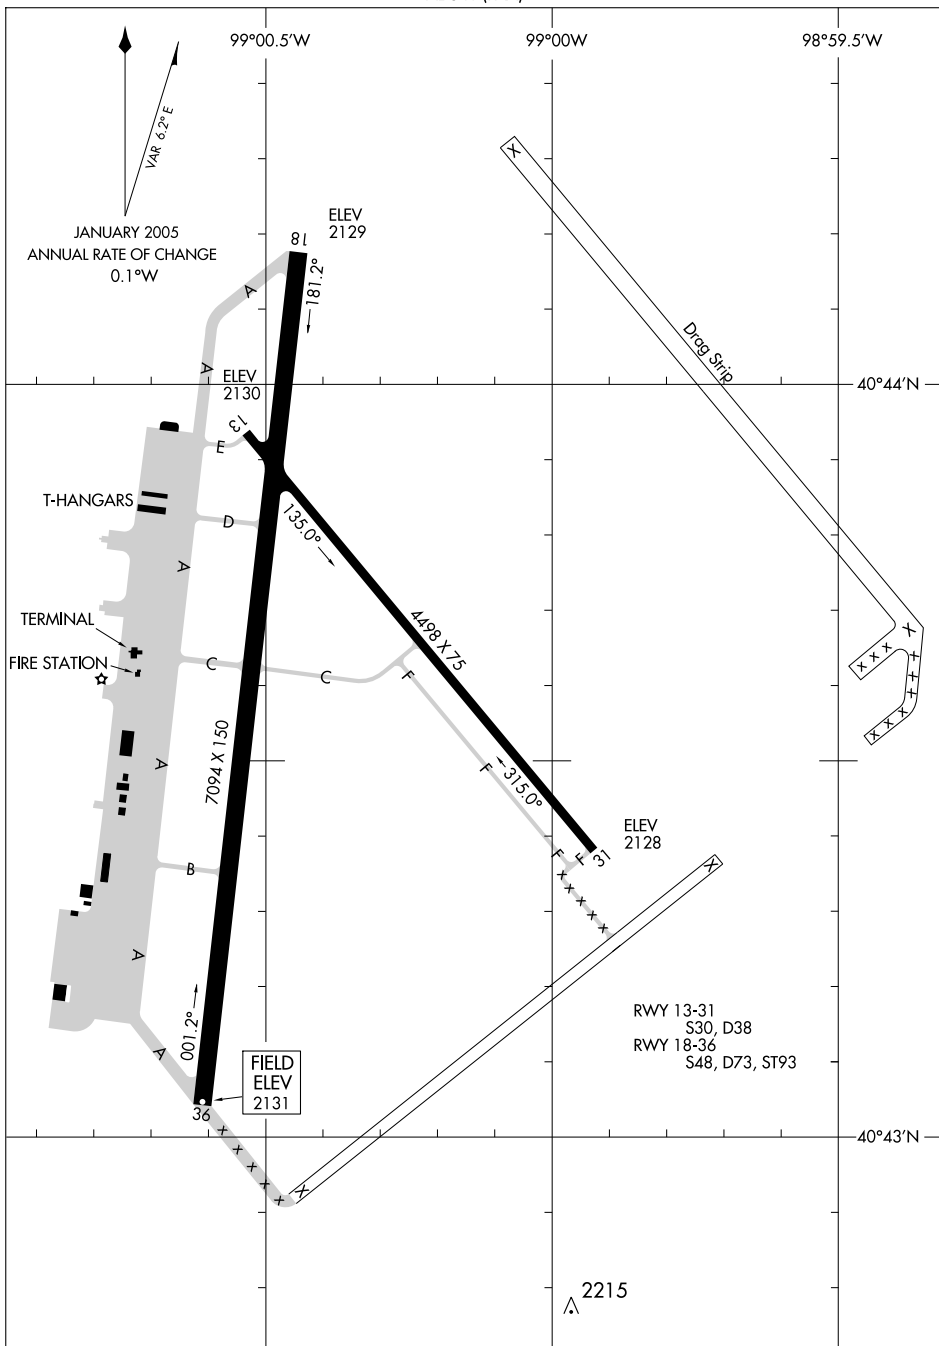 99°00.5'W
99°00'W
98°59.5'W
VAR 6.2° E
JANUARY 2005
ANNUAL RATE OF CHANGE
0.1°W
ELEV
2129
18
181.2°
A
A
ELEV
2130
13
E
Drag Strip
40°44'N
T-HANGARS
D
135.0°
A
4498 X 75
TERMINAL
FIRE STATION
C
C
F
7094 X 150
A
F
315.0°
ELEV
2128
31
F
F
B
A
001.2°
A
RWY 13-31
S30, D38
RWY 18-36
S48, D73, ST93
FIELD
ELEV
2131
36
40°43'N
X
X
X
X
2215